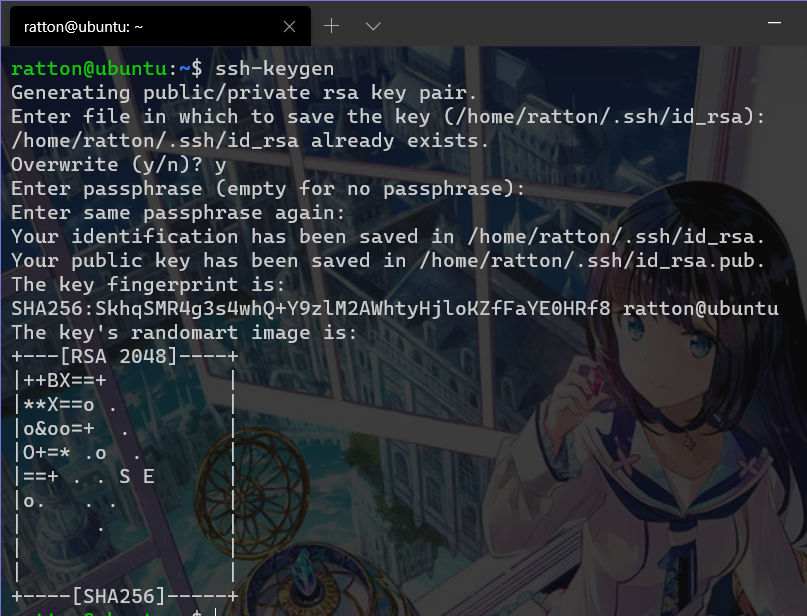 ratton@ubuntu: ~
ratton@ubuntu:~$ ssh-keygen
Generating public/private rsa key pair.
Enter file in which to save the key (/home/ratton/.ssh/id_rsa):
/home/ratton/.ssh/id_rsa already exists.
Overwrite (y/n)? y
Enter passphrase (empty for no passphrase):
Enter same passphrase again:
Your identification has been saved in /home/ratton/.ssh/id_rsa.
Your public key has been saved in /home/ratton/.ssh/id_rsa.pub.
The key fingerprint is:
SHA256:SkhqSMR4g3s4whQ+Y9zlM2AWhtyHjloKZfFaYE0HRf8 ratton@ubuntu
The key's randomart image is:
+---[RSA 2048]----+
|++BX==+          |
|**X==o .         |
|o&oo=+  .        |
|O+=* .o  .       |
|==+ . . S E      |
|o.   . .         |
|      .          |
|                 |
|                 |
+----[SHA256]-----+